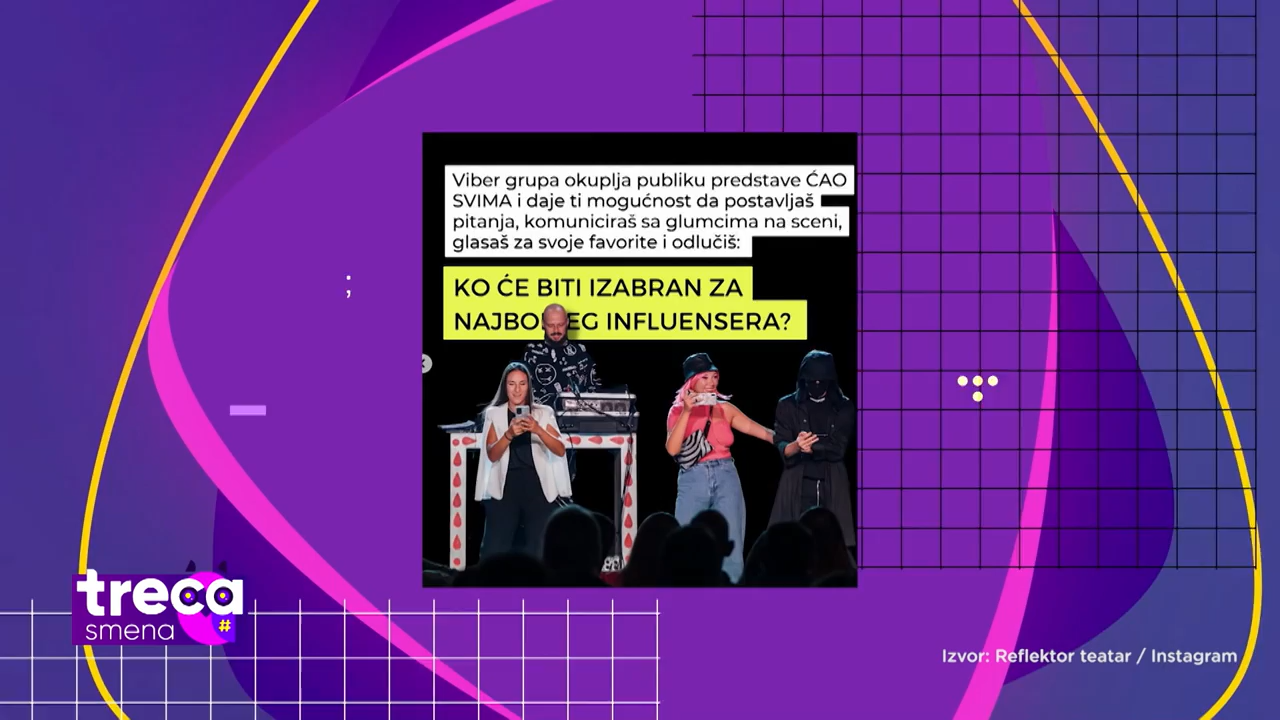 Viber grupa okuplja publiku predstave ĆAO
SVIMA i daje ti mogućnost da postavljaš
pitanja, komuniciraš sa glumcima na sceni,
glasaš za svoje favorite i odlučiš:
KO ĆE BITI IZABRAN ZA
INFLUENSERA?
treca
smena
#
Izvor: Reflektor teatar / Instagram